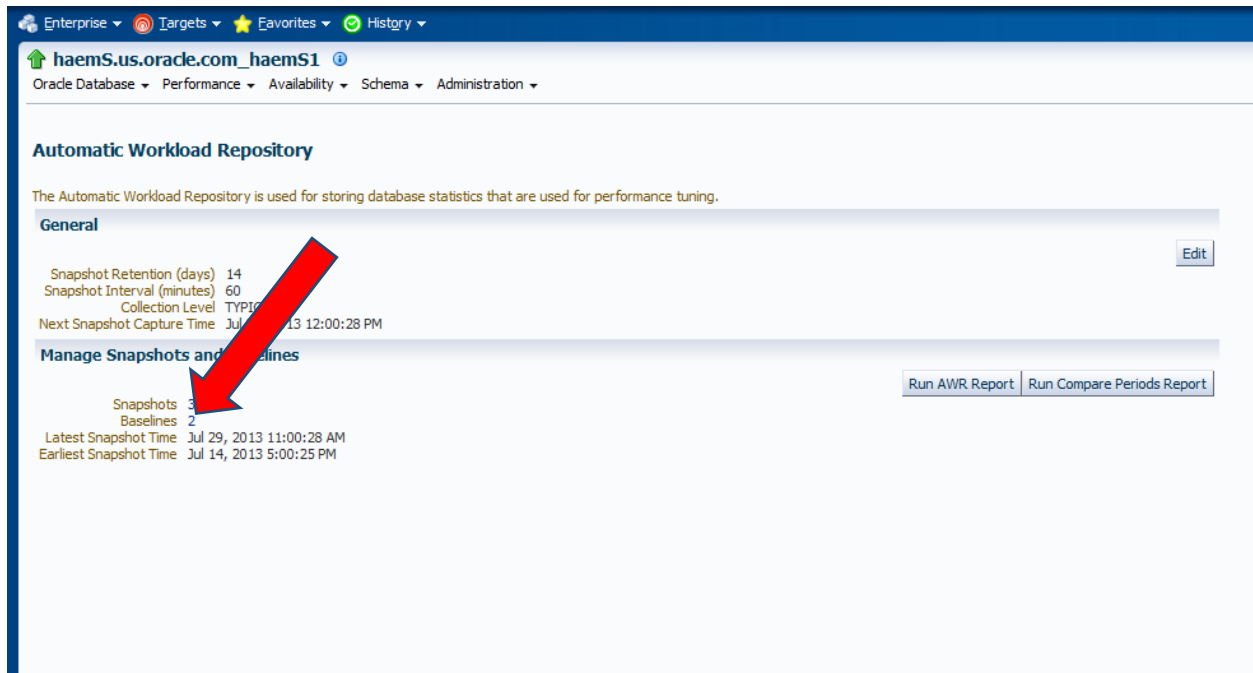 Enterprise Targets Favorites History
haemS.us.oracle.com_haemS1
Oracle Database Performance Availability Schema Administration
Automatic Workload Repository
The Automatic Workload Repository is used for storing database statistics that are used for performance tuning.
General
Edit
Snapshot Retention (days) 14
Snapshot Interval (minutes) 60
Collection Level
Next Snapshot Capture Time 12:00:28 PM
Manage Snapshots and
Run AWR Report Run Compare Periods Report
Snapshots
Baselines 2
Latest Snapshot Time Jul 29, 2013 11:00:28 AM
Earliest Snapshot Time Jul 14, 2013 5:00:25 PM